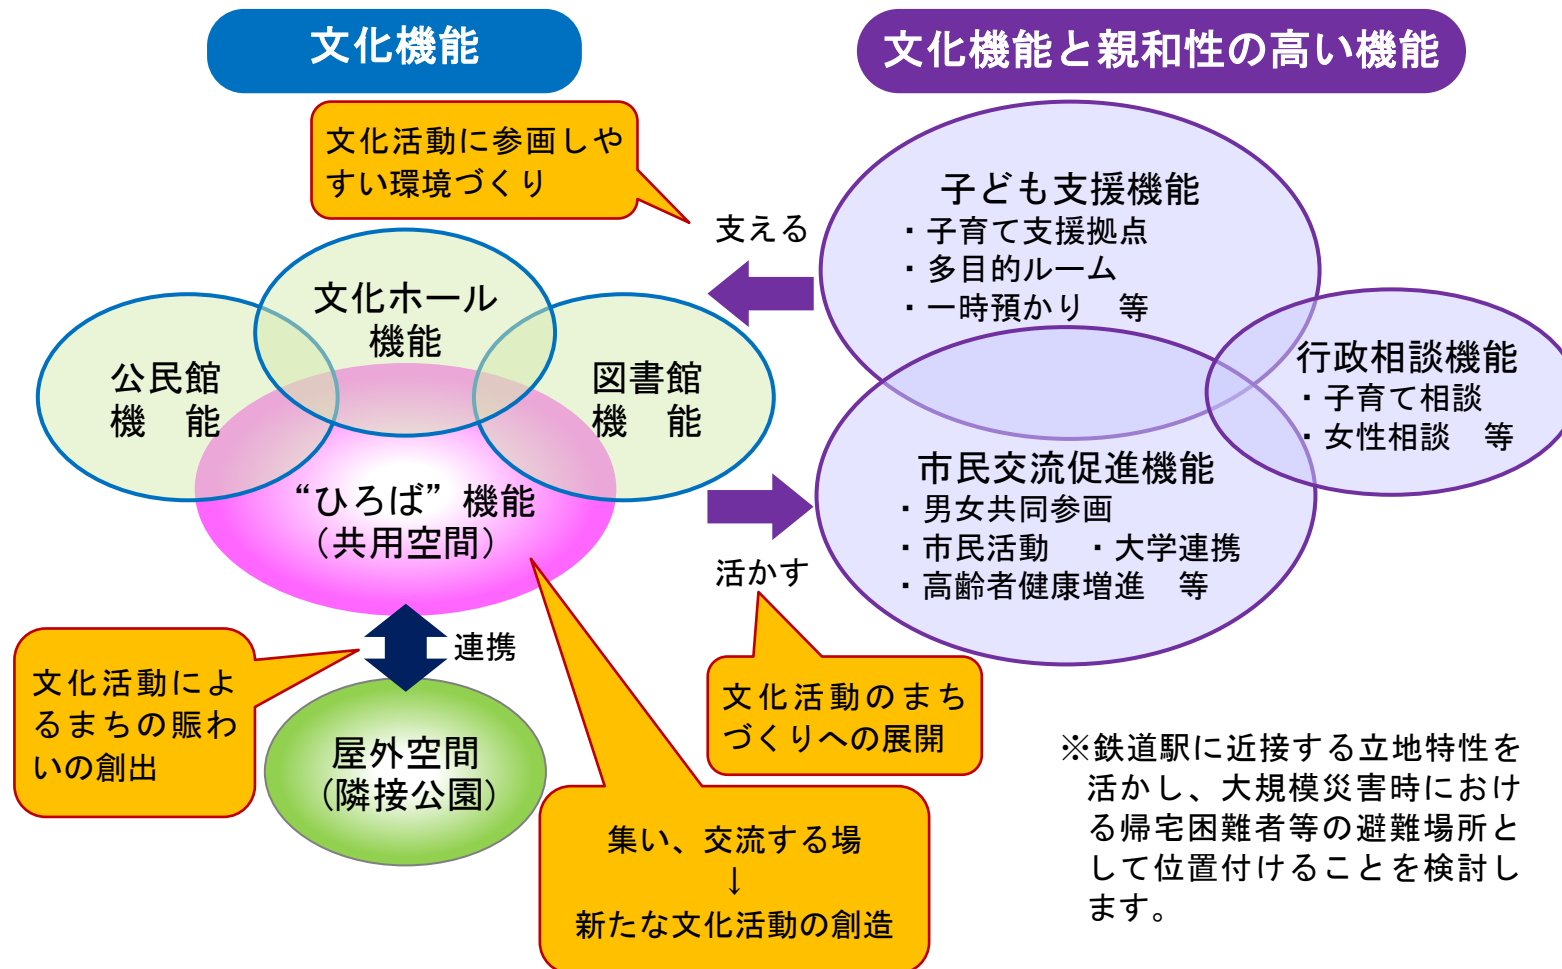 文化機能
文化機能と親和性の高い機能
文化活動に参画しや
すい環境づくり
支える
子ども支援機能
・子育て支援拠点
・多目的ルーム
・一時預かり　等
文化ホール
機能
公民館
機　能
図書館
機　能
行政相談機能
・子育て相談
・女性相談　等
“ひろば”機能
（共用空間）
市民交流促進機能
・男女共同参画
・市民活動　・大学連携
・高齢者健康増進　等
活かす
連携
文化活動によ
るまちの賑わ
いの創出
屋外空間
（隣接公園）
文化活動のまち
づくりへの展開
集い、交流する場
↓
新たな文化活動の創造
※鉄道駅に近接する立地特性を
活かし、大規模災害時におけ
る帰宅困難者等の避難場所と
して位置付けることを検討し
ます。